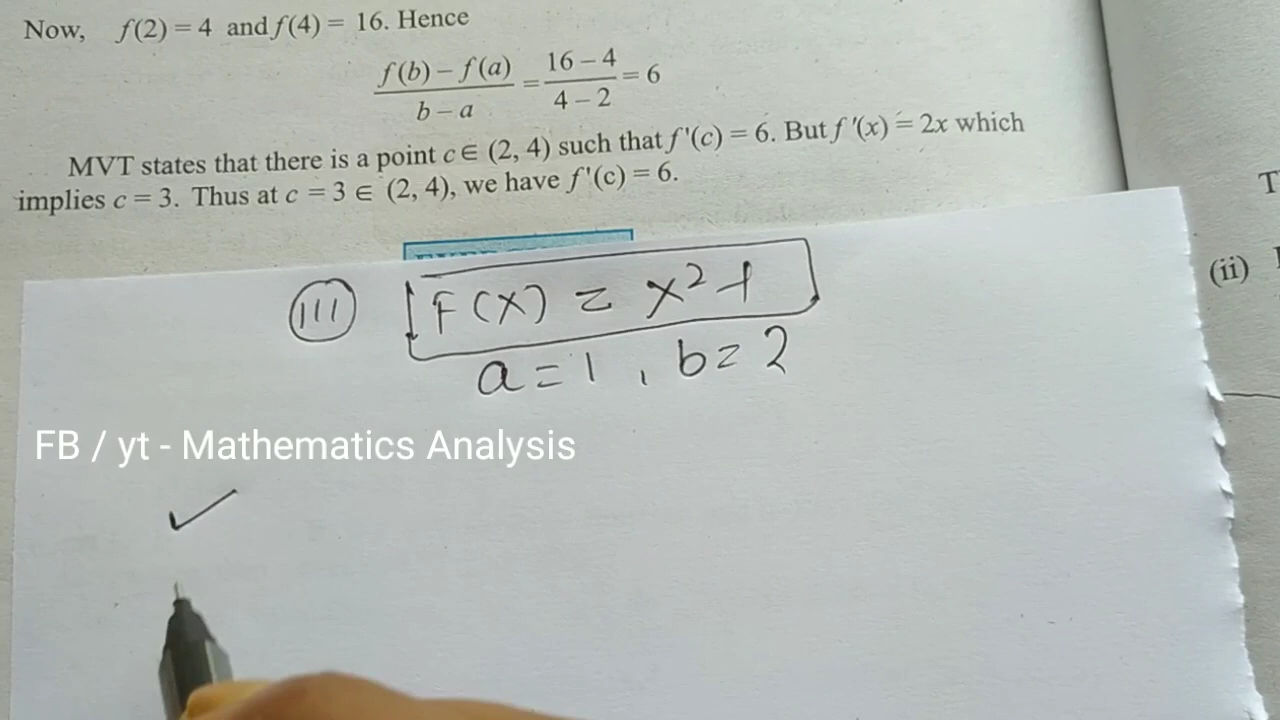 Now, f(2) = 4 and f(4) = 16. Hence
f(b) – f(a) / b – a = 16 – 4 / 4 – 2 = 6
MVT states that there is a point c ∈ (2, 4) such that f '(c) = 6. But f '(x) = 2x which
implies c = 3. Thus at c = 3 ∈ (2, 4), we have f '(c) = 6.
(ii)
(III) F(X) = X² –1
a = 1, b = 2
FB / yt - Mathematics Analysis